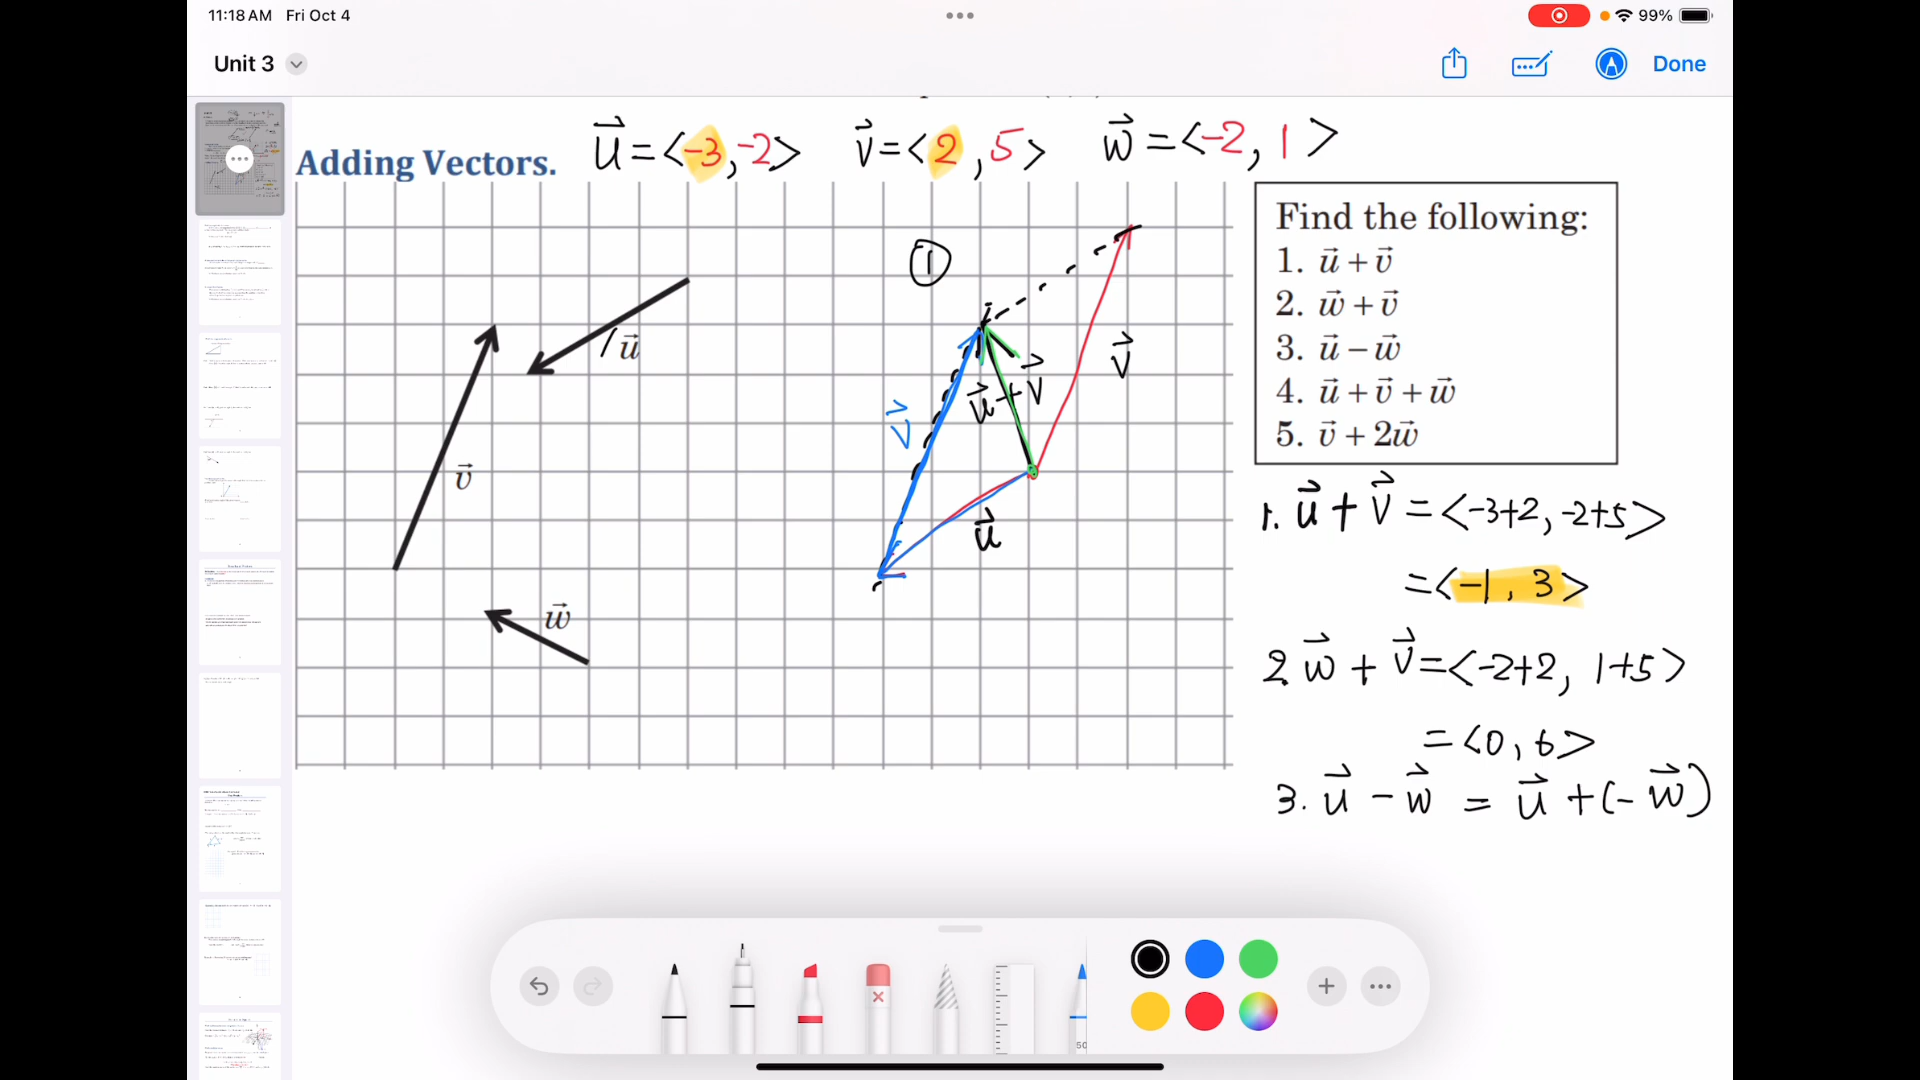 11:18 AM Fri Oct 4
99%
Unit 3
Done
Adding Vectors.
u⃗ = <-3, -2> v⃗ = <2, 5> w⃗ = <-2, 1>
①
u⃗
v⃗
w⃗
v⃗
u⃗+v⃗
v⃗
u⃗
Find the following:
1. u⃗ + v⃗
2. w⃗ + v⃗
3. u⃗ − w⃗
4. u⃗ + v⃗ + w⃗
5. v⃗ + 2w⃗
1. u⃗ + v⃗ = <-3+2, -2+5>
= <-1, 3>
2. w⃗ + v⃗ = <-2+2, 1+5>
= <0, 6>
3. u⃗ - w⃗ = u⃗ + (- w⃗)
50